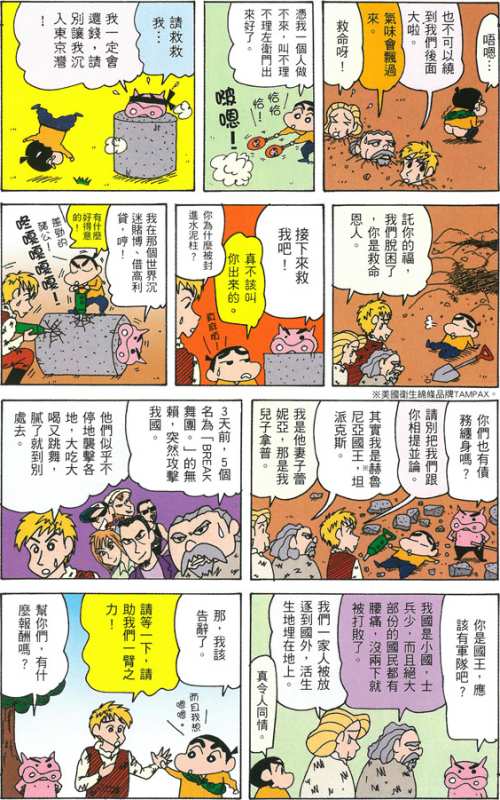 唔唔…
也不可以繞
到我們後面
大啦。
氣味會飄過
來。
救命呀！
憑我一個人做
不來，叫不理
不理左衛門出
來好了。
恰！
恰恰
啵嗯！
請救救
我…
我一定會
還錢，請
別讓我沉
入東京灣
託你的福，
我們脫困了
，你是救命
恩人。
接下來救
我吧！
真不該叫
你出來的。
你為什麼被封
進水泥柱？
我在那個世界沉
迷賭博、借高利
貸，哼！
有什麼
好得意
的！
咚嘎嘎嘎嘎！
※美國衛生綿條品牌TAMPAX。
你們也有債
務纏身嗎？
請別把我們跟
你相提並論。
其實我是赫魯
尼亞國王，坦
派克斯。※
我是他妻子蕾
妮亞，那是我
兒子拿普。
3天前，5個
名為「BREAK
舞團。」的無
賴，突然攻擊
我國。
他們似乎不
停地襲擊各
地，大吃大
喝又跳舞，
膩了就到別
處去。
你是國王，應
該有軍隊吧？
我國是小國，士
兵少，而且絕大
部份的國民都有
腰痛，沒兩下就
被打敗了。
我們一家人被放
逐到國外，活生
生地埋在地上。
真令人同情。
那，我該
告辭了。
而且我想
嗯嗯。
請等一下，請
助我們一臂之
力！
幫你們，有什
麼報酬嗎？